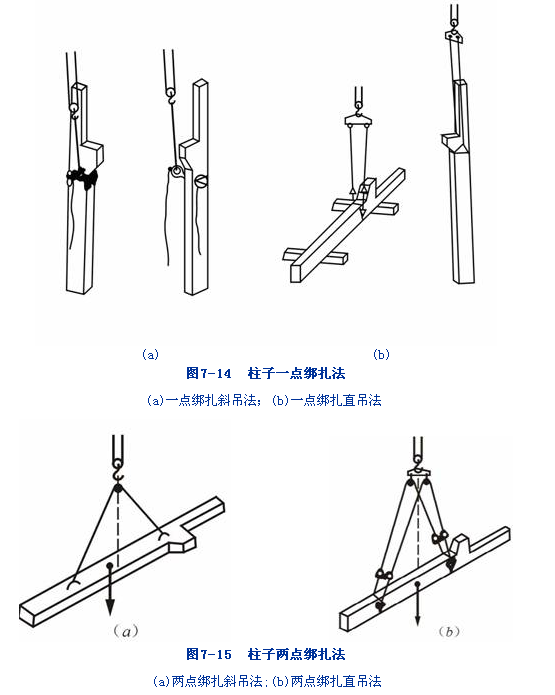 (a)
(b)
图7-14 柱子一点绑扎法
(a)一点绑扎斜吊法; (b)一点绑扎直吊法
(a)
(b)
图7-15 柱子两点绑扎法
(a)两点绑扎斜吊法;(b)两点绑扎直吊法